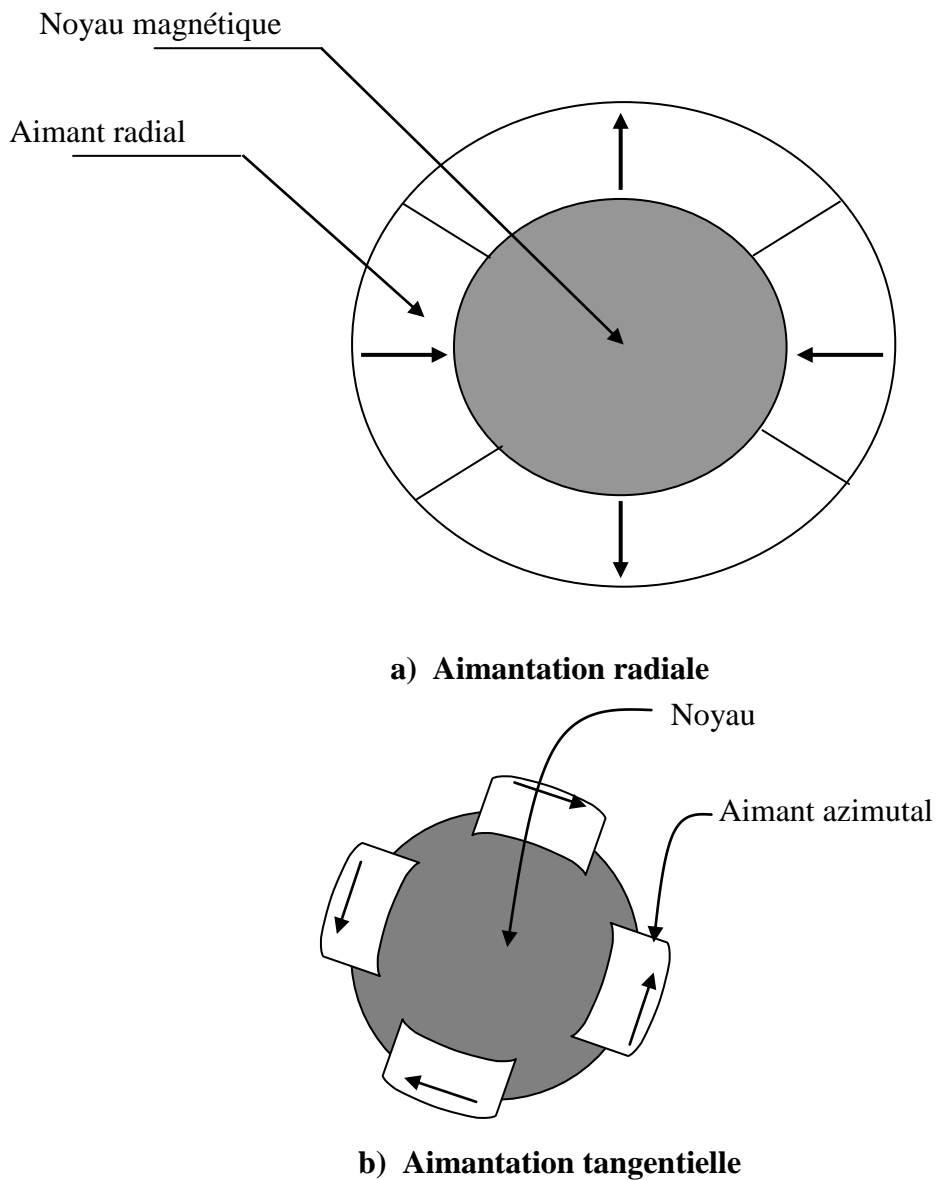 Noyau magnétique
Aimant radial
a) Aimantation radiale
Noyau
Aimant azimutal
b) Aimantation tangentielle